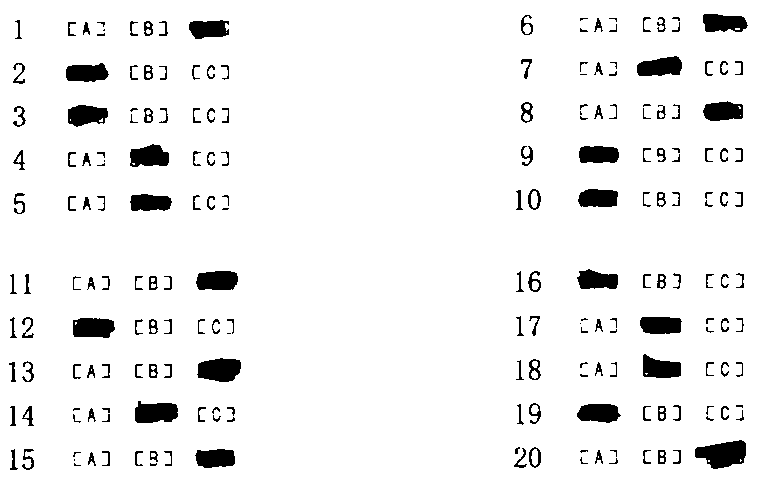 1 [A] [B]
2 [B] [C]
3 [B] [C]
4 [A] [C]
5 [A] [C]
6 [A] [B]
7 [A] [C]
8 [A] [B]
9 [B] [C]
10 [B] [C]
11 [A] [B]
12 [B] [C]
13 [A] [B]
14 [A] [C]
15 [A] [B]
16 [B] [C]
17 [A] [C]
18 [A] [C]
19 [B] [C]
20 [A] [B]